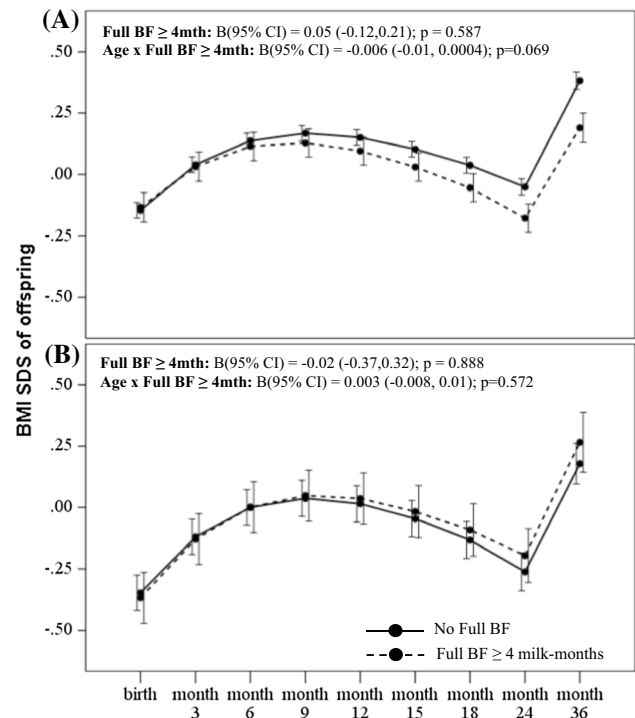 (A)
Full BF ≥ 4mth: B(95% CI) = 0.05 (-0.12,0.21); p = 0.587
Age x Full BF ≥ 4mth: B(95% CI) = -0.006 (-0.01, 0.0004); p=0.069
.50
.25
.00
-.25
-.50
BMI SDS of offspring
(B)
Full BF ≥ 4mth: B(95% CI) = -0.02 (-0.37,0.32); p = 0.888
Age x Full BF ≥ 4mth: B(95% CI) = 0.003 (-0.008, 0.01); p=0.572
.50
.25
.00
-.25
-.50
No Full BF
Full BF ≥ 4 milk-months
birth month month month month month month month month
3 6 9 12 15 18 24 36